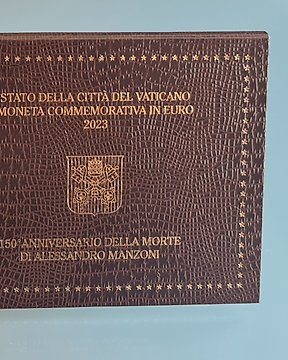 STATO DELLA CITTÀ DEL VATICANO
MONETA COMMEMORATIVA IN EURO
2023
150° ANNIVERSARIO DELLA MORTE
DI ALESSANDRO MANZONI